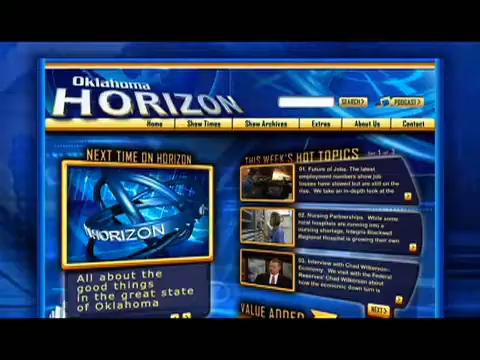 Oklahoma
HORIZON
SEARCH
PODCAST
Home Show Times Show Archives Extras About Us Contact
NEXT TIME ON HORIZON
HORIZON
All about the
good things
in the great state
of Oklahoma
THIS WEEK'S HOT TOPICS
01. Future of Jobs. The latest
employment numbers show job
losses have slowed but are still on the
rise. We take an in-depth look at the
02. Nursing Partnerships. While some
rural hospitals are running into a
nursing shortage, Integris Blackwell
Regional Hospital is growing their own
03. Interview with Chad Wilkerson-
Economy. We visit with the Federal
Reserve's Chad Wilkerson about
how the economic down turn is
VALUE ADDED
NEXT